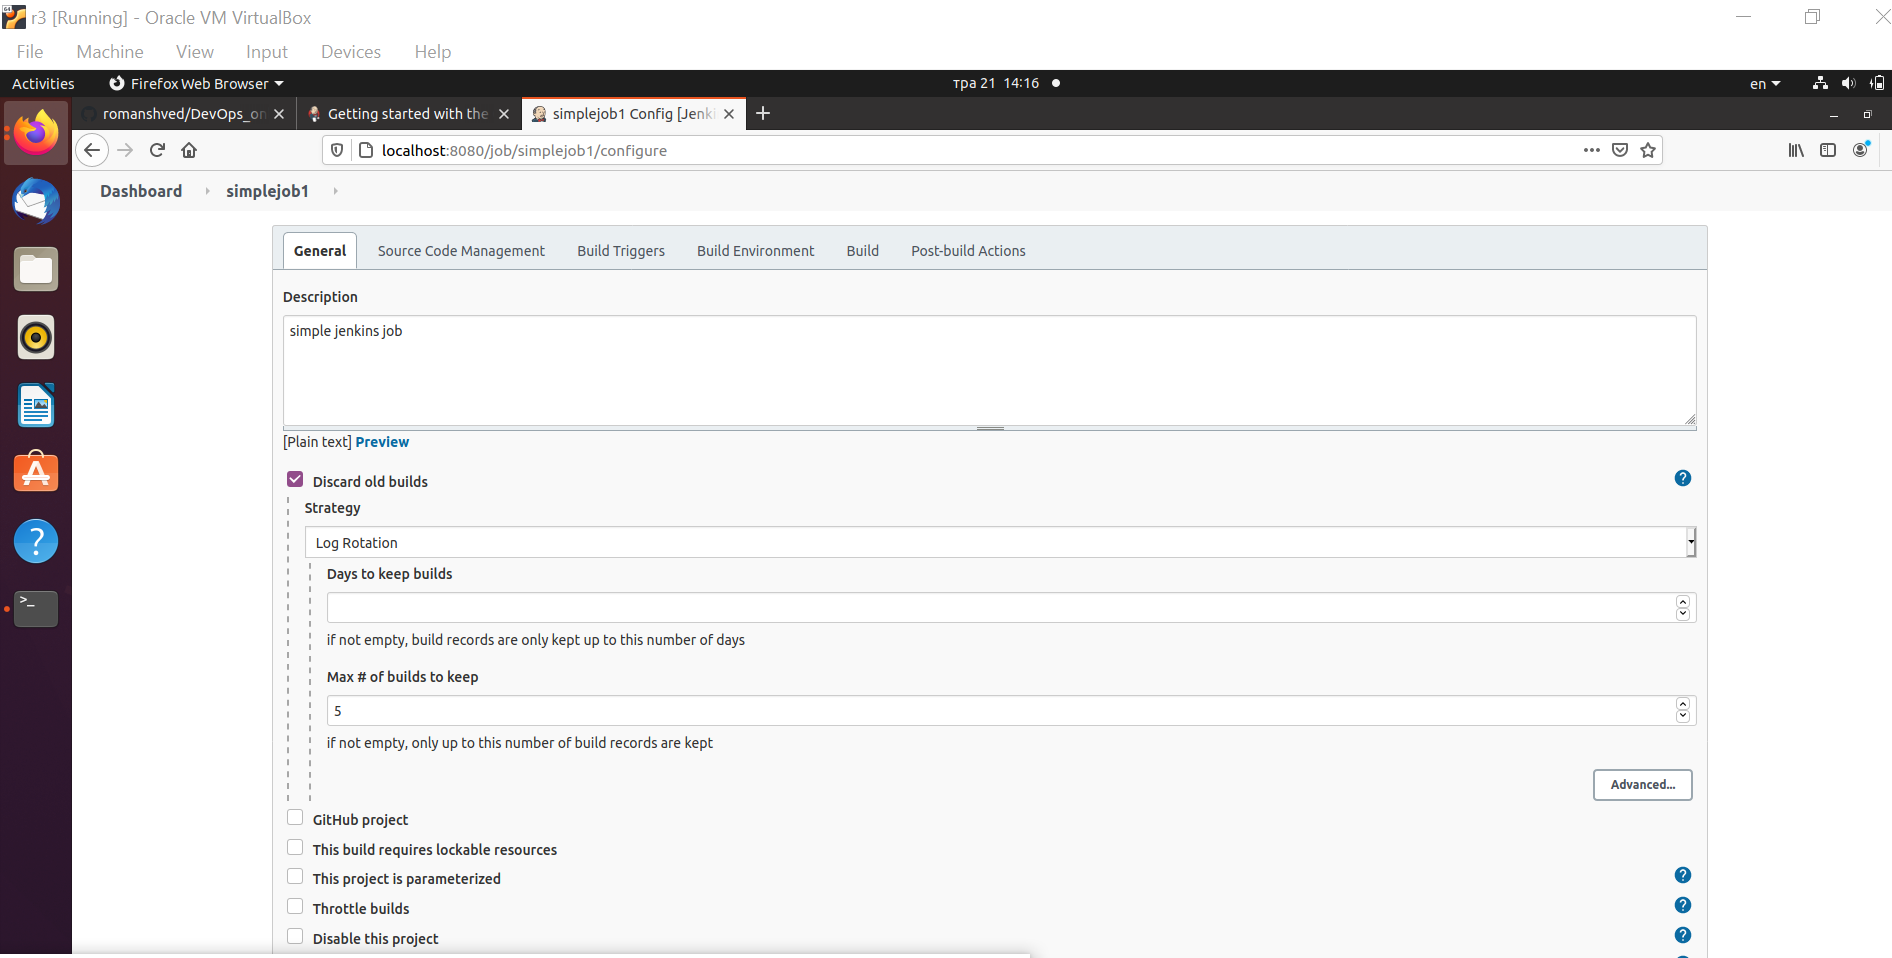 r3 [Running] - Oracle VM VirtualBox
File Machine View Input Devices Help
Activities Firefox Web Browser тра 21 14:16 en
romanshved/DevOps_on Getting started with the simplejob1 Config [Jenki
localhost:8080/job/simplejob1/configure
Dashboard simplejob1
General Source Code Management Build Triggers Build Environment Build Post-build Actions
Description
simple jenkins job
[Plain text] Preview
Discard old builds
Strategy
Log Rotation
Days to keep builds
if not empty, build records are only kept up to this number of days
Max # of builds to keep
5
if not empty, only up to this number of build records are kept
Advanced...
GitHub project
This build requires lockable resources
This project is parameterized
Throttle builds
Disable this project